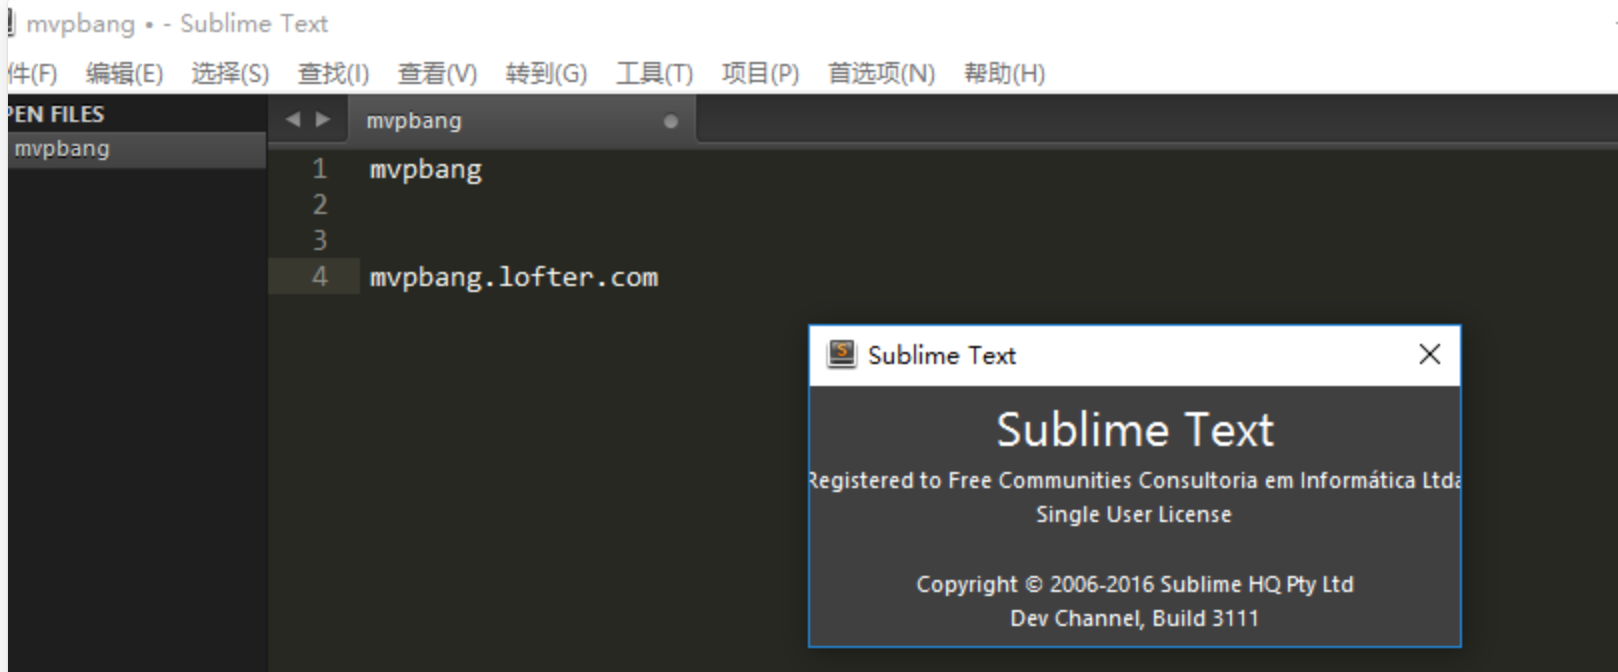 mvpbang • - Sublime Text
件(F) 编辑(E) 选择(S) 查找(I) 查看(V) 转到(G) 工具(T) 项目(P) 首选项(N) 帮助(H)
PEN FILES
mvpbang
mvpbang
1 mvpbang
2
3
4 mvpbang.lofter.com
Sublime Text
Sublime Text
Registered to Free Communities Consultoria em Informática Ltda
Single User License
Copyright © 2006-2016 Sublime HQ Pty Ltd
Dev Channel, Build 3111